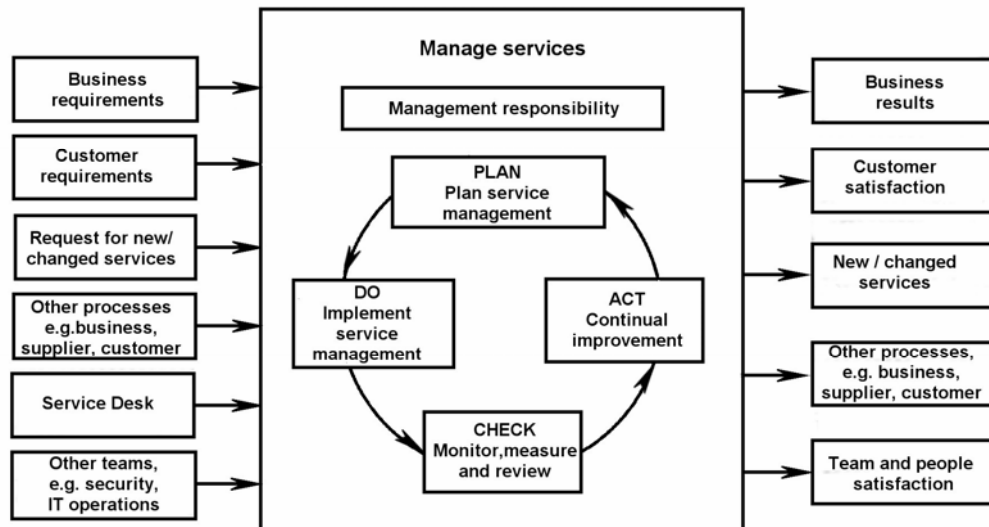 Business
requirements
Customer
requirements
Request for new/
changed services
Other processes
e.g.business,
supplier, customer
Service Desk
Other teams,
e.g. security,
IT operations
Manage services
Management responsibility
PLAN
Plan service
management
DO
Implement
service
management
CHECK
Monitor,measure
and review
ACT
Continual
improvement
Business
results
Customer
satisfaction
New / changed
services
Other processes,
e.g. business,
supplier, customer
Team and people
satisfaction